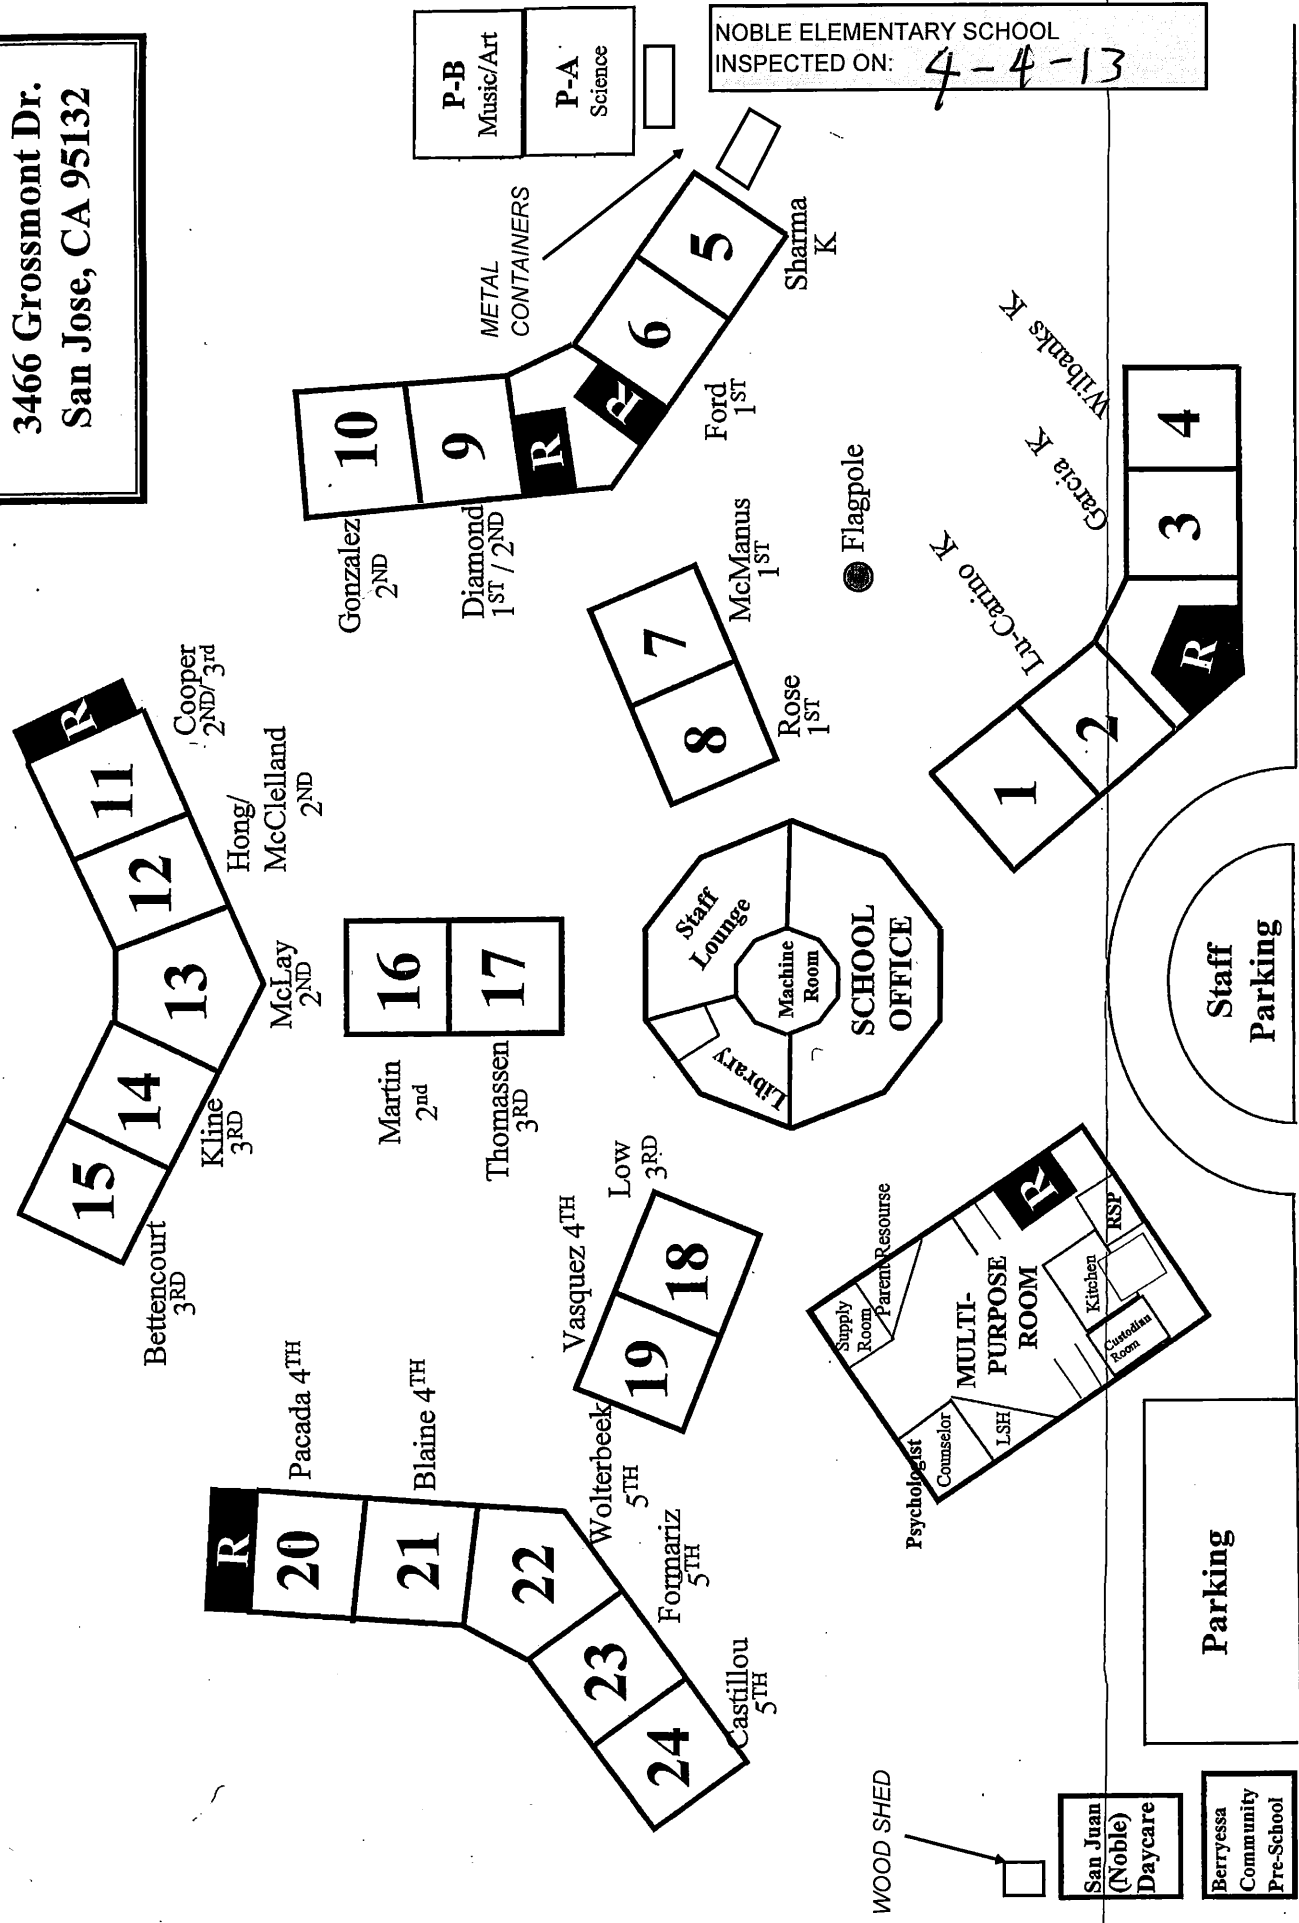 3466 Grossmont Dr.
San Jose, CA 95132
P-B
Music/Art
P-A
Science
NOBLE ELEMENTARY SCHOOL
INSPECTED ON: 4-4-13
METAL
CONTAINERS
5
Sharma
K
6
Ford
1ST
R
R
9
Diamond
1ST / 2ND
10
Gonzalez
2ND
Wilbanks K
Garcia K
Lu-Carino K
4
3
R
2
1
Flagpole
7
McManus
1ST
8
Rose
1ST
R
11
Cooper
2ND/ 3rd
12
Hong/
McClelland
2ND
13
McLay
2ND
14
Kline
3RD
15
Bettencourt
3RD
16
Martin
2nd
17
Thomassen
3RD
Staff
Lounge
Machine
Room
Library
SCHOOL
OFFICE
Staff
Parking
Low
3RD
18
Vasquez 4TH
19
R
20
Pacada 4TH
21
Blaine 4TH
22
Wolterbeek
5TH
23
Formariz
5TH
24
Castillou
5TH
Supply
Room
Parent Resourse
R
RSP
MULTI-
PURPOSE
ROOM
Kitchen
Custodian
Room
Psychologist
Counselor
LSH
Parking
WOOD SHED
San Juan
(Noble)
Daycare
Berryessa
Community
Pre-School